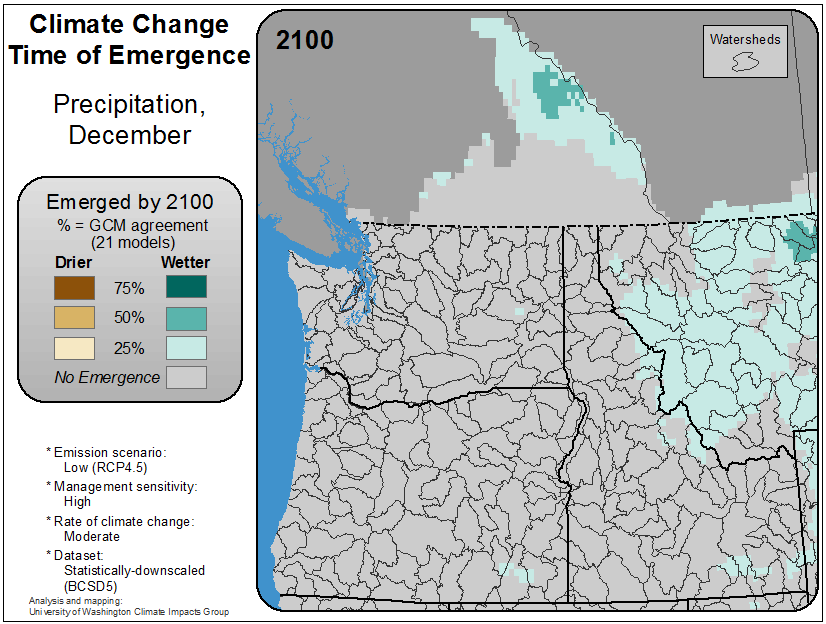 Climate Change
Time of Emergence
Precipitation,
December
Emerged by 2100
% = GCM agreement
(21 models)
Drier Wetter
75%
50%
25%
No Emergence
* Emission scenario:
Low (RCP4.5)
* Management sensitivity:
High
* Rate of climate change:
Moderate
* Dataset:
Statistically-downscaled
(BCSD5)
Analysis and mapping:
University of Washington Climate Impacts Group
2100
Watersheds